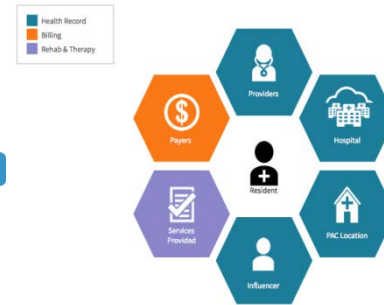 Health Record
Billing
Rehab & Therapy
Providers
Payers
Hospital
Resident
Services
Provided
PAC Location
Influencer